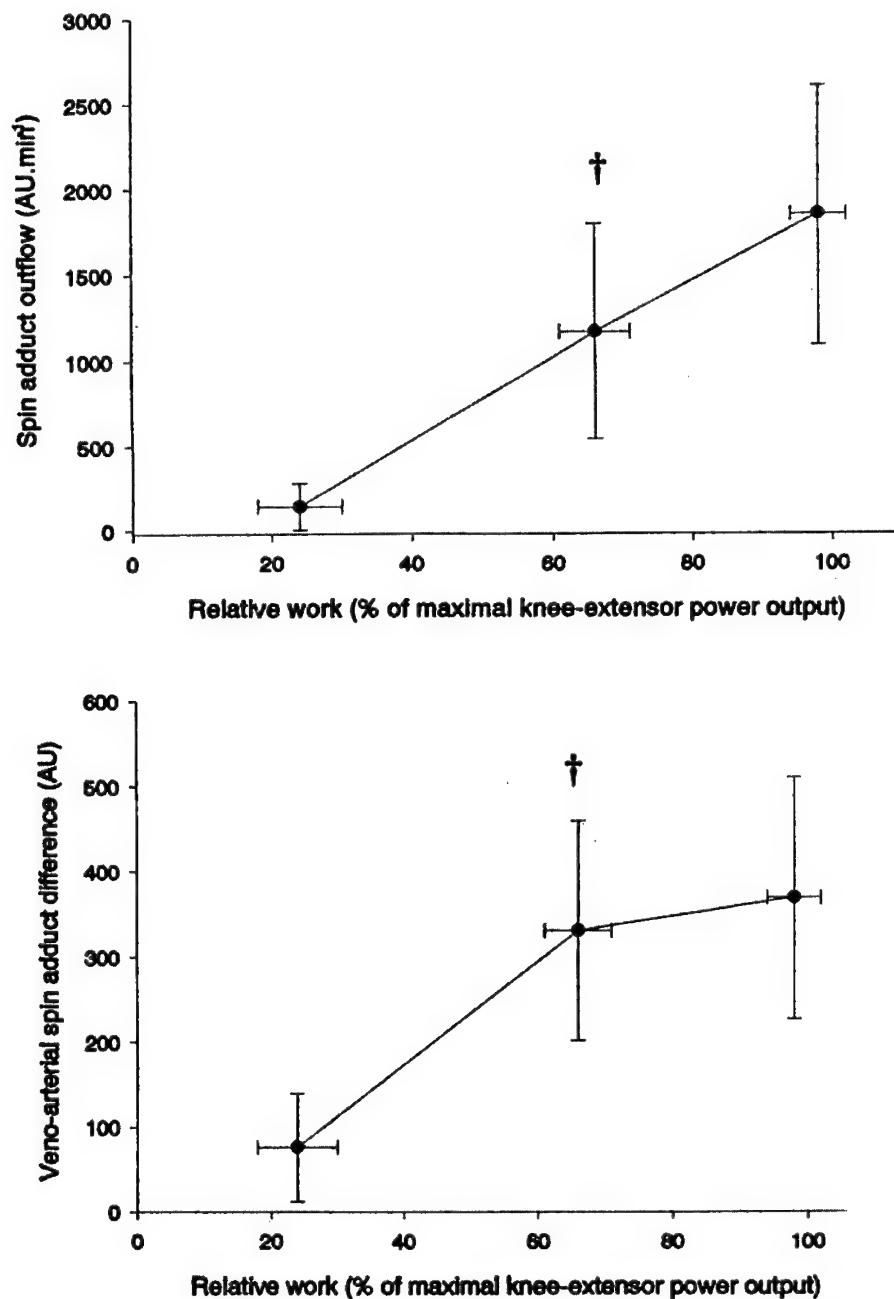 Spin adduct outflow (AU.min¹)
3000
2500
2000
1500
1000
500
0
†
0 20 40 60 80 100
Relative work (% of maximal knee-extensor power output)
Veno-arterial spin adduct difference (AU)
600
500
400
300
200
100
0
†
0 20 40 60 80 100
Relative work (% of maximal knee-extensor power output)